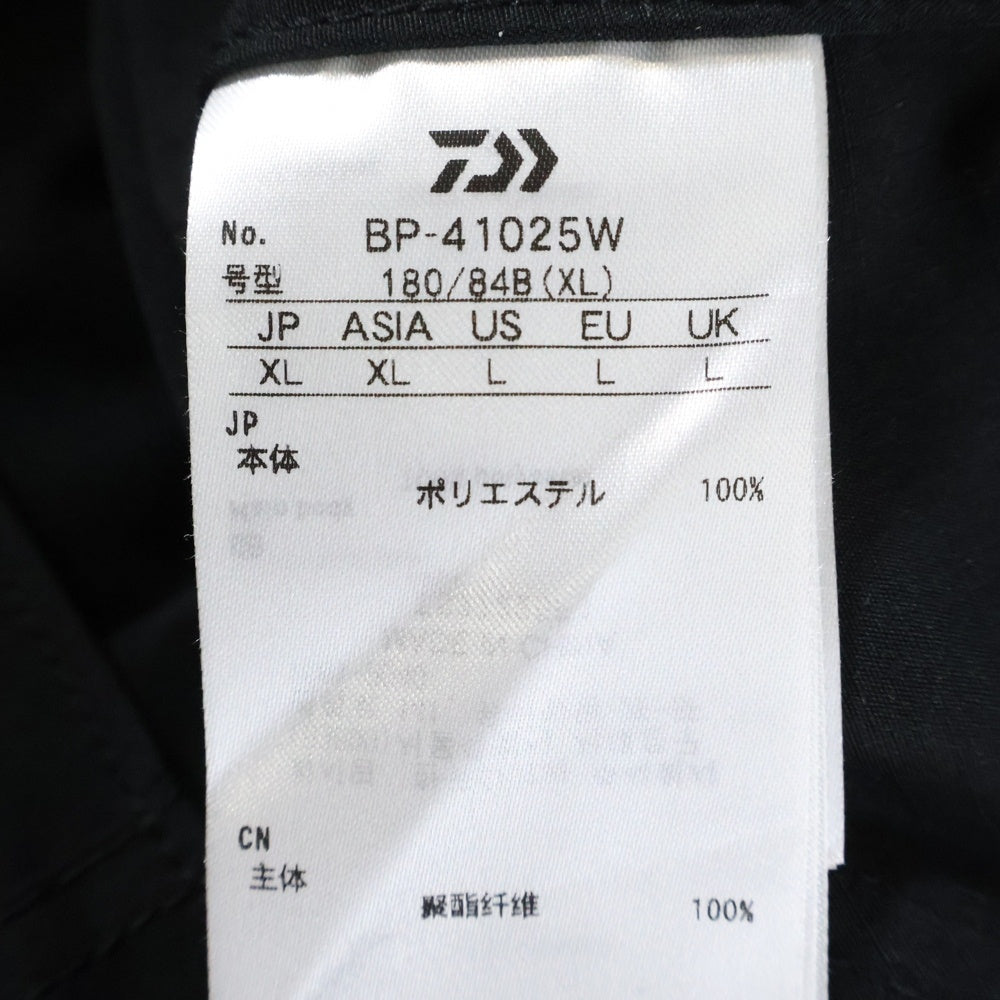 No. BP-41025W
号型 180/84B(XL)
JP ASIA US EU UK
XL XL L L L
JP
本体
ポリエステル 100%
CN
主体
聚酯纤维 100%